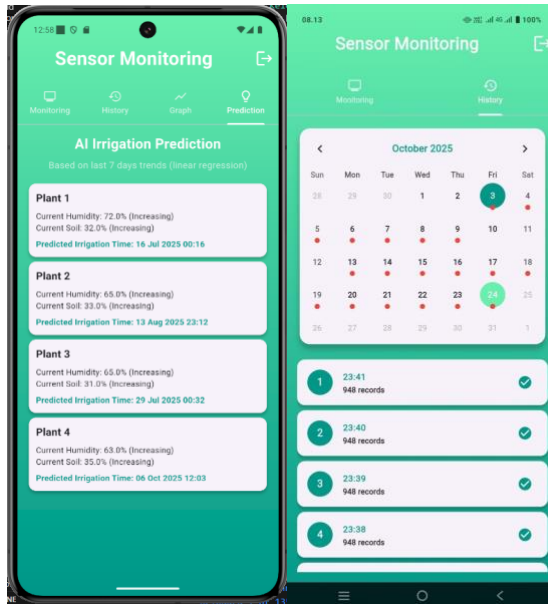 12:58
Sensor Monitoring
Monitoring
History
Graph
Prediction
AI Irrigation Prediction
Based on last 7 days trends (linear regression)
Plant 1
Current Humidity: 72.0% (Increasing)
Current Soil: 32.0% (Increasing)
Predicted Irrigation Time: 16 Jul 2025 00:16
Plant 2
Current Humidity: 65.0% (Increasing)
Current Soil: 33.0% (Increasing)
Predicted Irrigation Time: 13 Aug 2025 23:12
Plant 3
Current Humidity: 65.0% (Increasing)
Current Soil: 31.0% (Increasing)
Predicted Irrigation Time: 29 Jul 2025 00:32
Plant 4
Current Humidity: 63.0% (Increasing)
Current Soil: 35.0% (Increasing)
Predicted Irrigation Time: 06 Oct 2025 12:03
NE
13
08.13
100%
Sensor Monitoring
Monitoring
History
October 2025
Sun Mon Tue Wed Thu Fri Sat
28 29 30 1 2 3 4
5 6 7 8 9 10 11
12 13 14 15 16 17 18
19 20 21 22 23 24 25
26 27 28 29 30 31 1
1
23:41
948 records
2
23:40
948 records
3
23:39
948 records
4
23:38
948 records